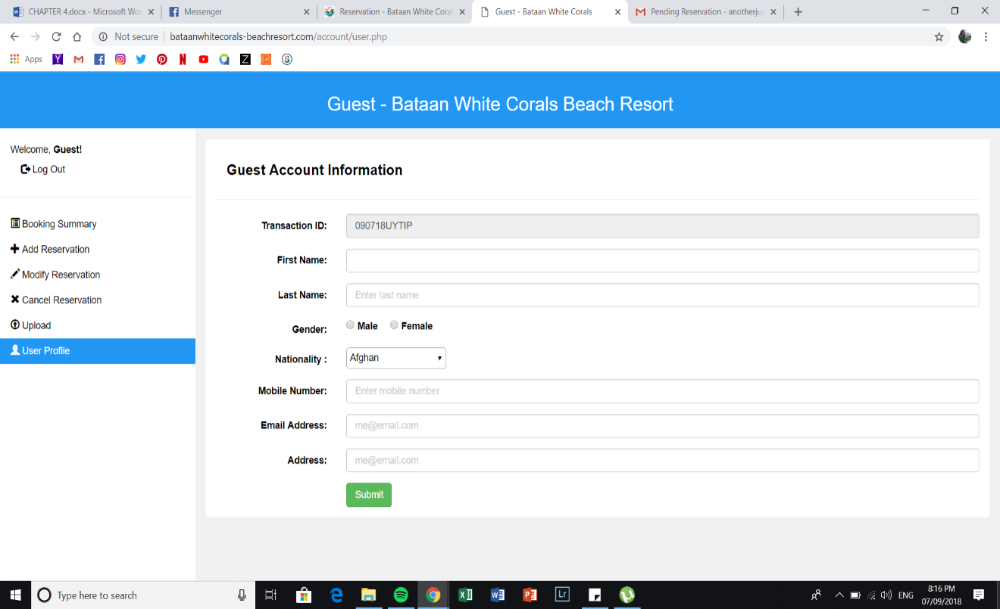 CHAPTER 4.docx - Microsoft Wor
Messenger
Reservation - Bataan White Coral
Guest - Bataan White Corals
Pending Reservation - anotherjus
Not secure | bataanwhitecorals-beachresort.com/account/user.php
Apps
Guest - Bataan White Corals Beach Resort
Welcome, Guest!
Log Out
Booking Summary
Add Reservation
Modify Reservation
Cancel Reservation
Upload
User Profile
Guest Account Information
Transaction ID: 090718UYTIP
First Name:
Last Name: Enter last name
Gender: Male Female
Nationality : Afghan
Mobile Number: Enter mobile number
Email Address: me@email.com
Address: me@email.com
Submit
Type here to search
ENG
8:16 PM
07/09/2018